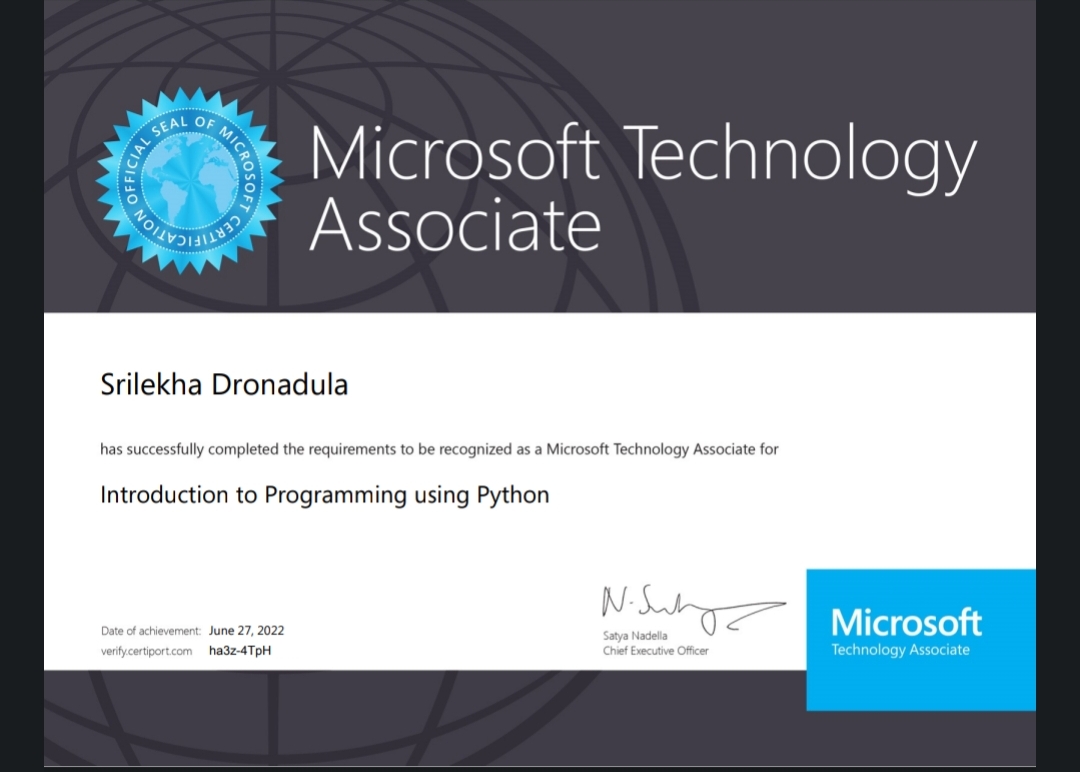 OFFICIAL SEAL OF MICROSOFT CERTIFICATION
Microsoft Technology
Associate
Srilekha Dronadula
has successfully completed the requirements to be recognized as a Microsoft Technology Associate for
Introduction to Programming using Python
Date of achievement: June 27, 2022
verify.certiport.com ha3z-4TpH
Satya Nadella
Chief Executive Officer
Microsoft
Technology Associate